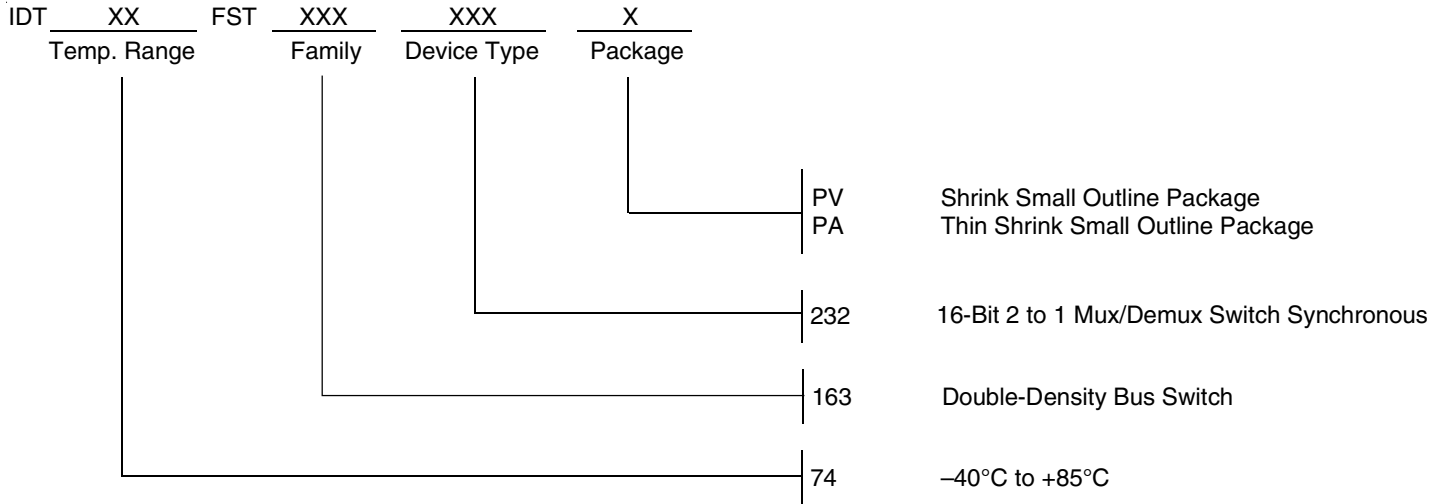 IDT XX FST XXX XXX X
Temp. Range Family Device Type Package
PV Shrink Small Outline Package
PA Thin Shrink Small Outline Package
232 16-Bit 2 to 1 Mux/Demux Switch Synchronous
163 Double-Density Bus Switch
74 –40°C to +85°C